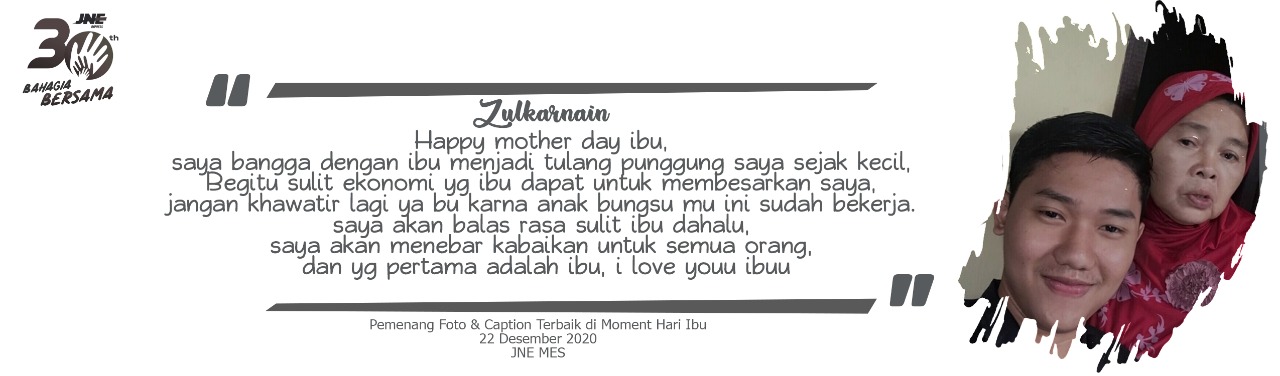 JNE
EXPRESS
30th
BAHAGIA
BERSAMA
Zulkarnain
Happy mother day ibu,
saya bangga dengan ibu menjadi tulang punggung saya sejak kecil,
Begitu sulit ekonomi yg ibu dapat untuk membesarkan saya,
jangan khawatir lagi ya bu karna anak bungsu mu ini sudah bekerja.
saya akan balas rasa sulit ibu dahalu,
saya akan menebar kabaikan untuk semua orang,
dan yg pertama adalah ibu, i love youu ibuu
Pemenang Foto & Caption Terbaik di Moment Hari Ibu
22 Desember 2020
JNE MES